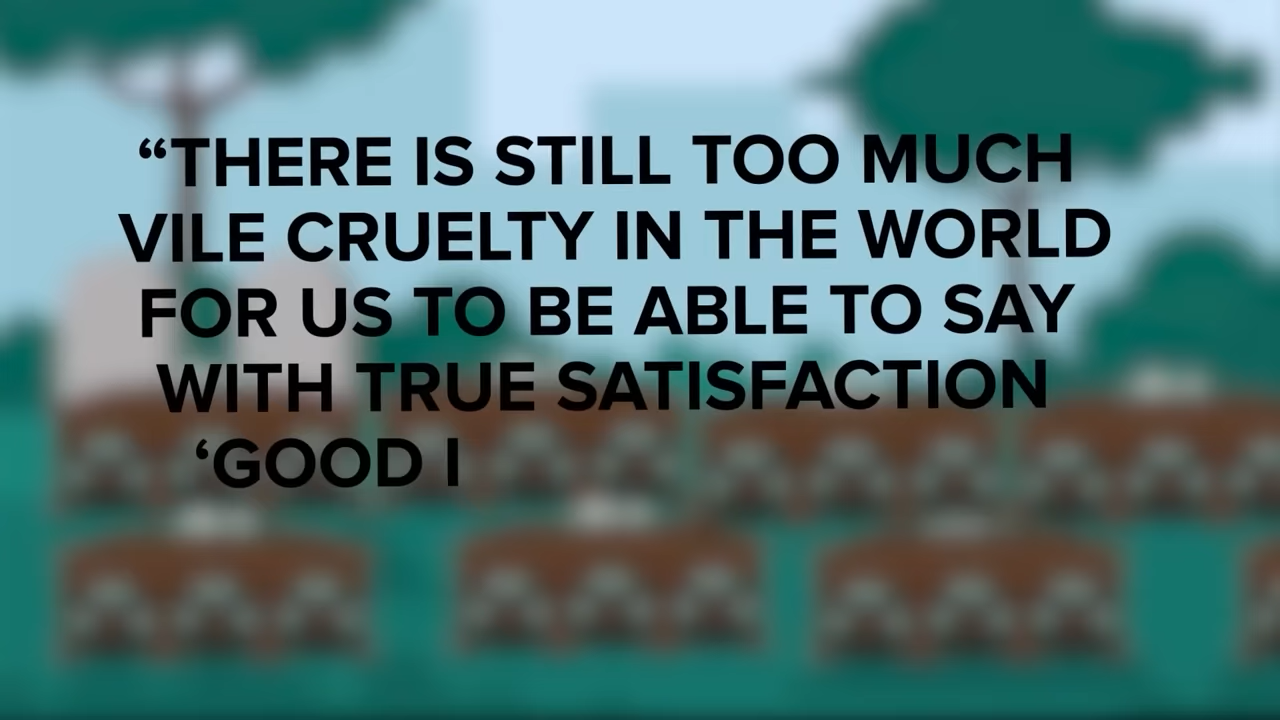 “THERE IS STILL TOO MUCH
VILE CRUELTY IN THE WORLD
FOR US TO BE ABLE TO SAY
WITH TRUE SATISFACTION
‘GOOD I